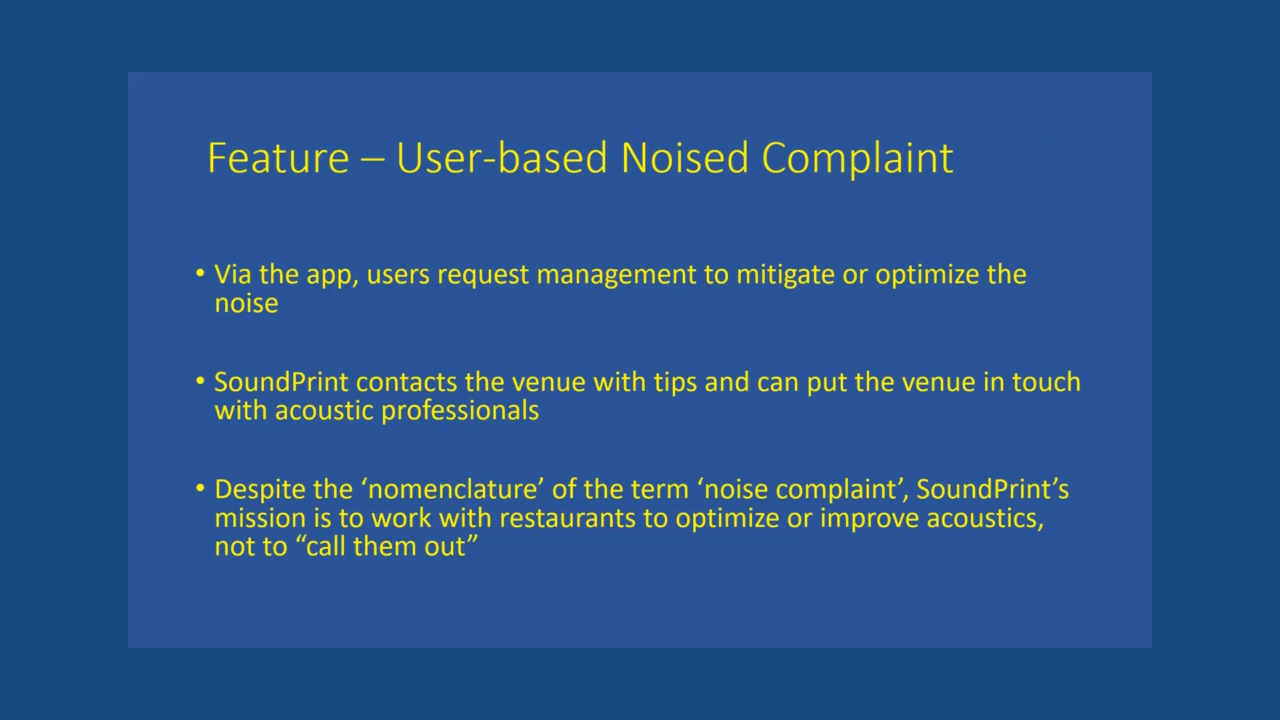 Feature – User-based Noised Complaint
• Via the app, users request management to mitigate or optimize the
noise
• SoundPrint contacts the venue with tips and can put the venue in touch
with acoustic professionals
• Despite the ‘nomenclature’ of the term ‘noise complaint’, SoundPrint’s
mission is to work with restaurants to optimize or improve acoustics,
not to “call them out”